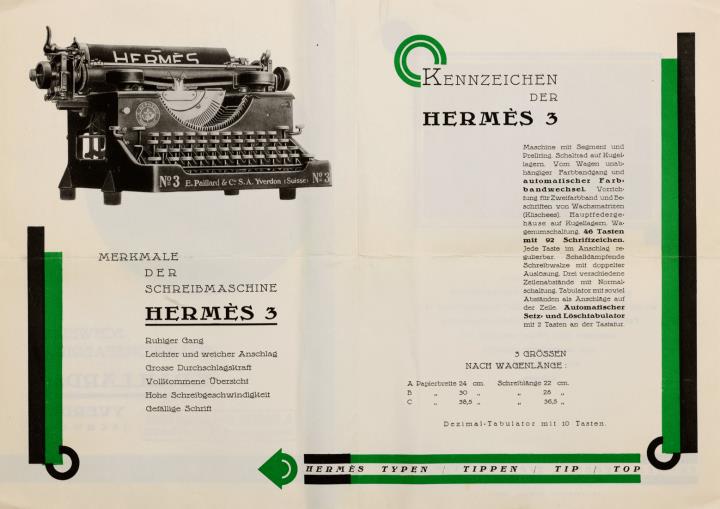 HERMÈS
Nº3 E. Paillard & Cº S.A. Yverdon (Suisse) Nº3
MERKMALE
DER
SCHREIBMASCHINE
HERMÈS 3
Ruhiger Gang
Leichter und weicher Anschlag
Grosse Durchschlagskraft
Vollkommene Übersicht
Hohe Schreibgeschwindigkeit
Gefällige Schrift
KENNZEICHEN
DER
HERMÈS 3
Maschine mit Segment und
Prellring. Schaltrad auf Kugel-
lagern. Vom Wagen unab-
hängiger Farbbandgang und
automatischer Farb-
bandwechsel. Vorrich-
tung für Zweifarbband und Be-
schriften von Wachsmatrizen
(Klischees). Hauptfederge-
häuse auf Kugellagern. Wa-
genumschaltung. 46 Tasten
mit 92 Schriftzeichen.
Jede Taste im Anschlag re-
gulierbar. Schalldämpfende
Schreibwalze mit doppelter
Auslösung. Drei verschiedene
Zeilenabstände mit Normal-
schaltung. Tabulator mit soviel
Abständen als Anschläge auf
der Zeile. Automatischer
Setz- und Löschtabulator
mit 2 Tasten an der Tastatur.
3 GRÖSSEN
NACH WAGENLÄNGE:
A Papierbreite 24 cm. Schreiblänge 22 cm.
B „ 30 „ „ 28 „
C „ 38,5 „ „ 36,5 „
Dezimal-Tabulator mit 10 Tasten.
HERMÈS TYPEN / TIPPEN / TIP / TOP